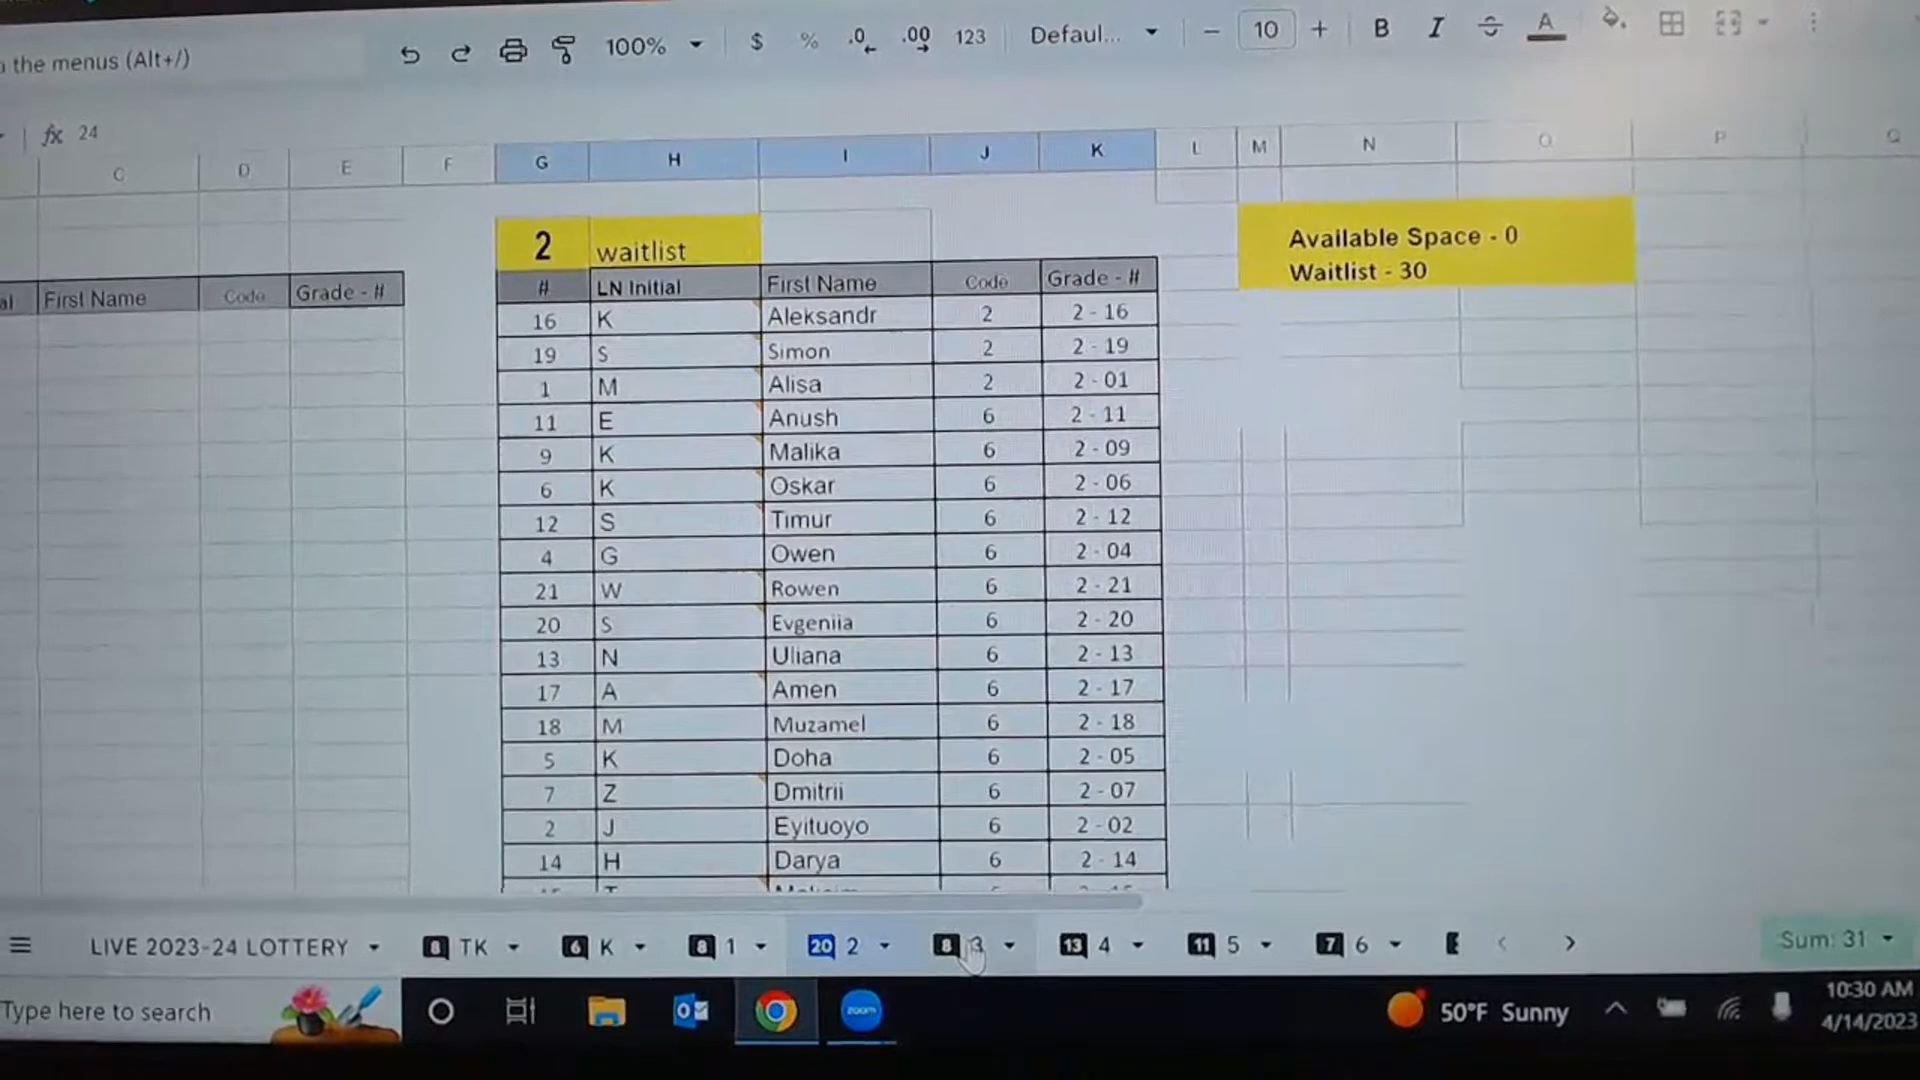 the menus (Alt+/)
100% $ % .0 .00 123 Defaul... − 10 + B I S A
fx 24
C D E F G H I J K L M N O P Q
2 waitlist
Available Space - 0
Waitlist - 30
al First Name Code Grade - #
# LN Initial First Name Code Grade - #
16 K Aleksandr 2 2 - 16
19 S Simon 2 2 - 19
1 M Alisa 2 2 - 01
11 E Anush 6 2 - 11
9 K Malika 6 2 - 09
6 K Oskar 6 2 - 06
12 S Timur 6 2 - 12
4 G Owen 6 2 - 04
21 W Rowen 6 2 - 21
20 S Evgeniia 6 2 - 20
13 N Uliana 6 2 - 13
17 A Amen 6 2 - 17
18 M Muzamel 6 2 - 18
5 K Doha 6 2 - 05
7 Z Dmitrii 6 2 - 07
2 J Eyituoyo 6 2 - 02
14 H Darya 6 2 - 14
LIVE 2023-24 LOTTERY 8 TK 6 K 8 1 20 2 8 3 13 4 11 5 7 6 Sum: 31
Type here to search zoom 50°F Sunny 10:30 AM
4/14/2023